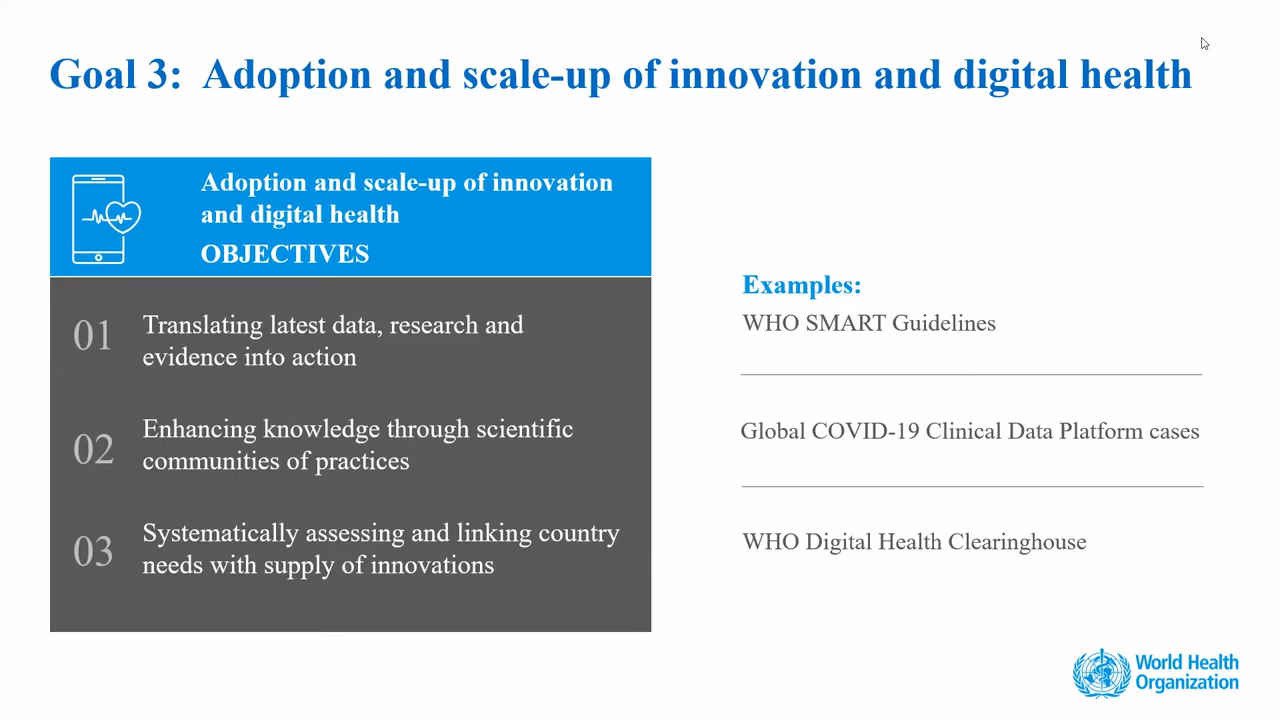 Goal 3: Adoption and scale-up of innovation and digital health
Adoption and scale-up of innovation
and digital health
OBJECTIVES
01
Translating latest data, research and
evidence into action
02
Enhancing knowledge through scientific
communities of practices
03
Systematically assessing and linking country
needs with supply of innovations
Examples:
WHO SMART Guidelines
Global COVID-19 Clinical Data Platform cases
WHO Digital Health Clearinghouse
World Health
Organization